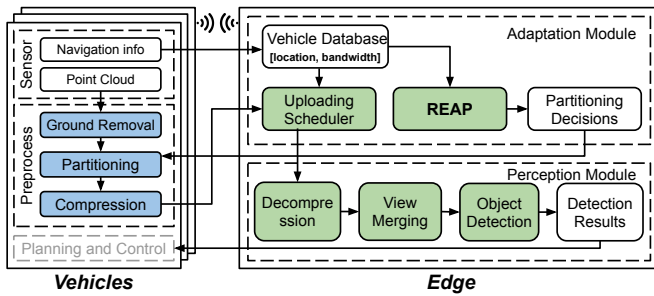 Sensor
Navigation info
Point Cloud
Preprocess
Ground Removal
Partitioning
Compression
Planning and Control
Vehicles
Vehicle Database
[location, bandwidth]
Adaptation Module
Uploading
Scheduler
REAP
Partitioning
Decisions
Perception Module
Decompre
ssion
View
Merging
Object
Detection
Detection
Results
Edge